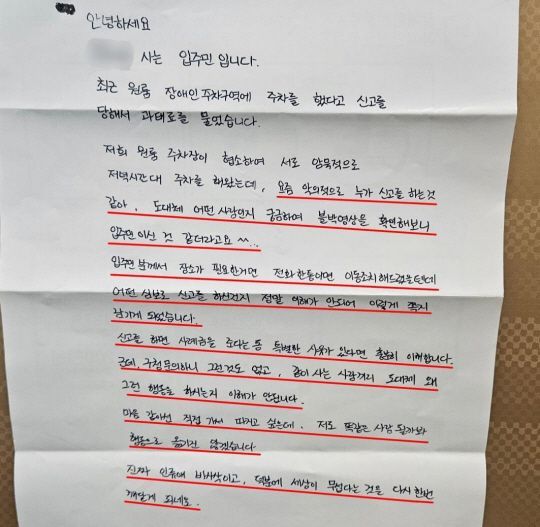 안녕하세요
사는 입주민 입니다.
최근 원룸 장애인주차구역에 주차를 했다고 신고를
당해서 과태료를 물었습니다.
저희 원룸 주차장이 협소하여 서로 암묵적으로
저녁시간대 주차를 해왔는데, 요즘 악의적으로 누가 신고를 하는것
같아, 도대체 어떤 사람인지 궁금하여 블박영상을 확인해보니
입주민이신 것 같더라고요 ^^..
입주민 분께서 장소가 필요한거면 전화한통이면 이동조치해드렸을텐데
어떤 심보로 신고를 하신건지 정말 이해가 안되어 이렇게 쪽지
남기게 되었습니다.
신고를 하면 사례금을 준다는 등 특별한 사유가 있다면 충분히 이해합니다.
근데, 구청문의하니 그런것도 없고, 같이 사는 사람끼리 도대체 왜
그런 행동을 하시는지 이해가 안됩니다.
마음 같아선 직접 가서 따지고 싶은데, 저도 똑같은 사람 될까봐
행동으로 옮기진 않겠습니다
진짜 인류애 바사삭이고, 덕분에 세상이 무섭다는 것을 다시 한번
깨닫게 되네요.